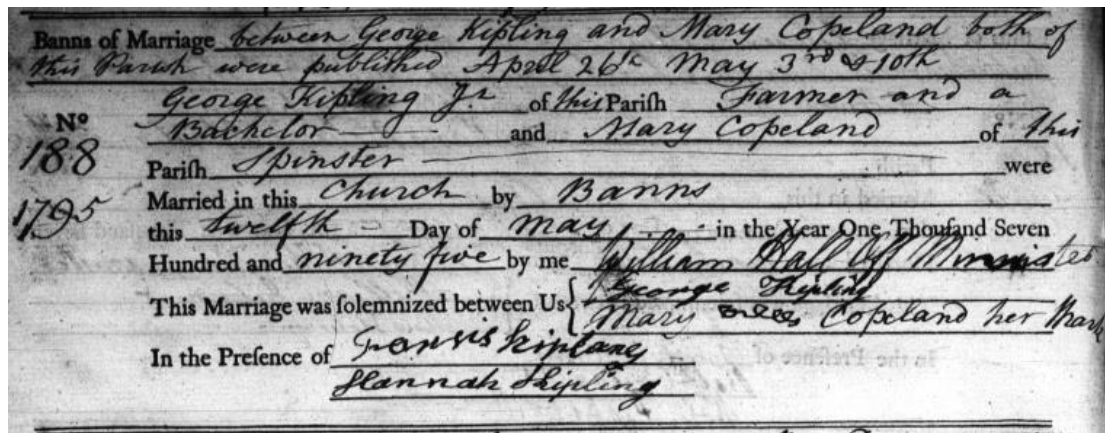 Banns of Marriage between George Kipling and Mary Copeland both of
this Parish were published April 26th May 3rd & 10th
George Kipling Jr of this Pariſh Farmer and a
Nº
188
Bachelor and Mary Copeland of this
Pariſh Spinster were
1795
Married in this Church by Banns
this twelfth Day of May in the Year One Thouſand Seven
Hundred and ninety five by me William Hall Off Minister
This Marriage was ſolemnized between Us George Kipling
Mary Copeland her Mark
In the Preſence of Fransis Kipling
Hannah Kipling